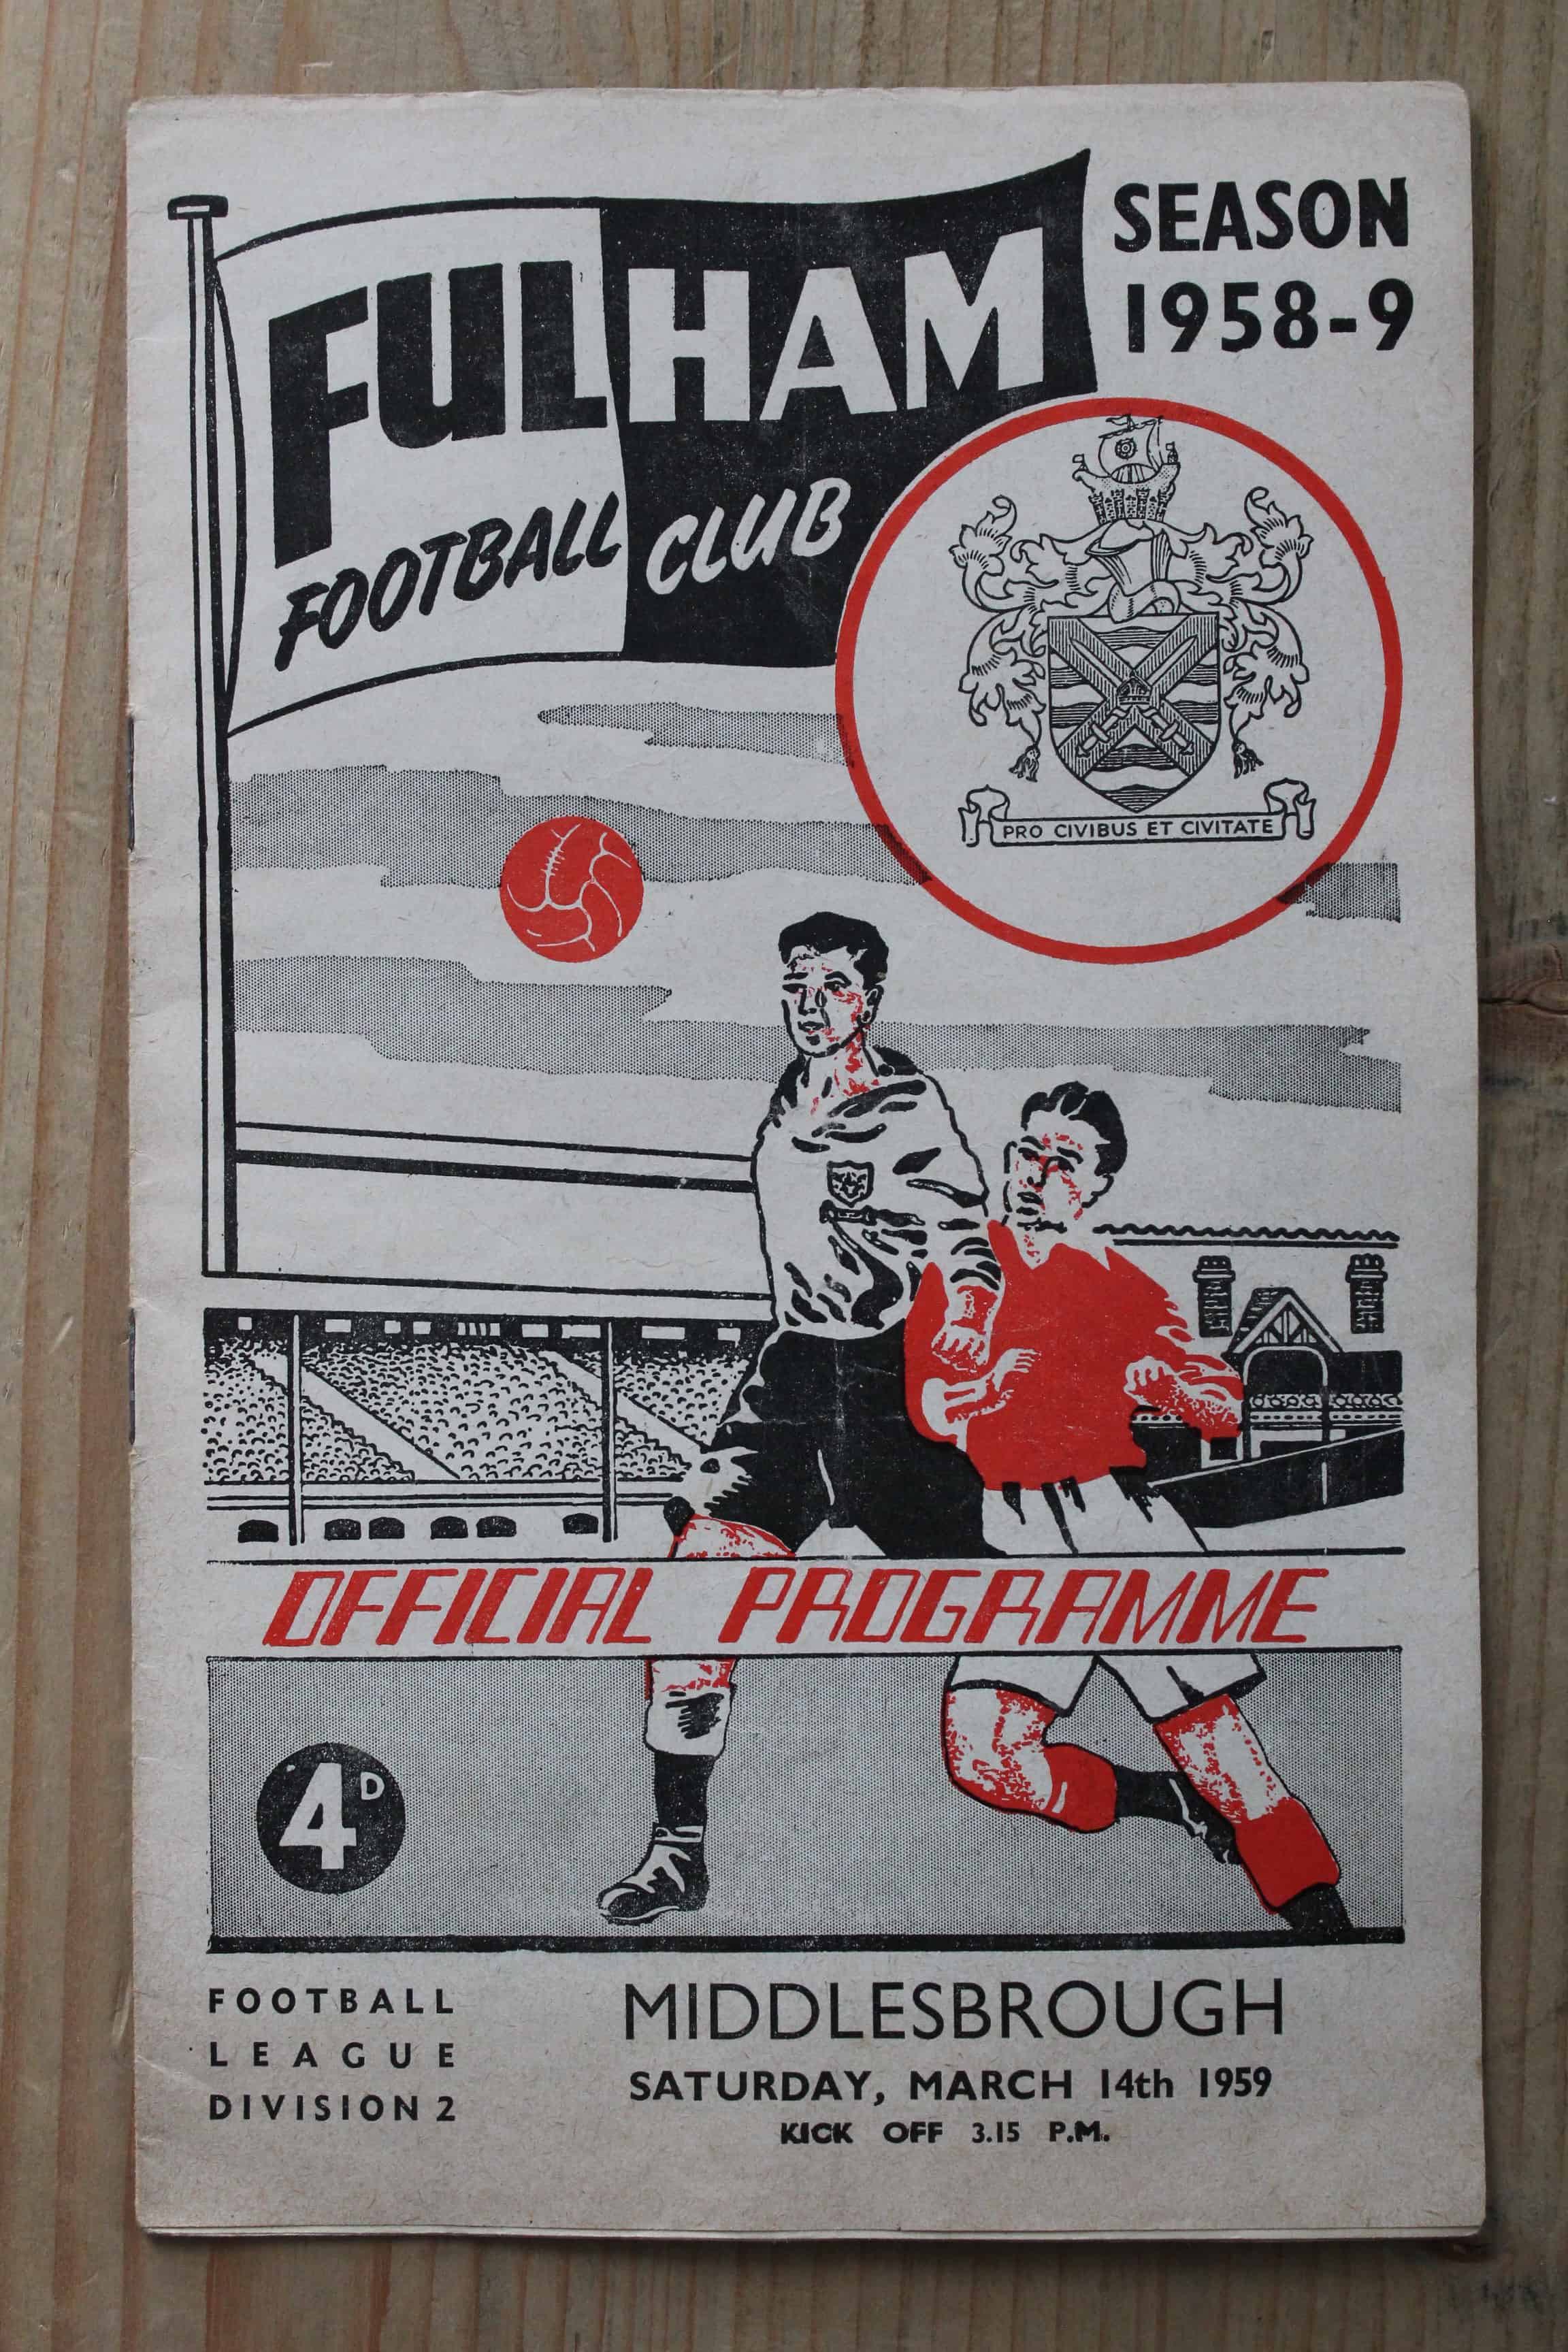 FULHAM
FOOTBALL CLUB
SEASON
1958-9
PRO CIVIBUS ET CIVITATE
OFFICIAL PROGRAMME
4D
FOOTBALL
LEAGUE
DIVISION 2
MIDDLESBROUGH
SATURDAY, MARCH 14th 1959
KICK OFF 3.15 P.M.